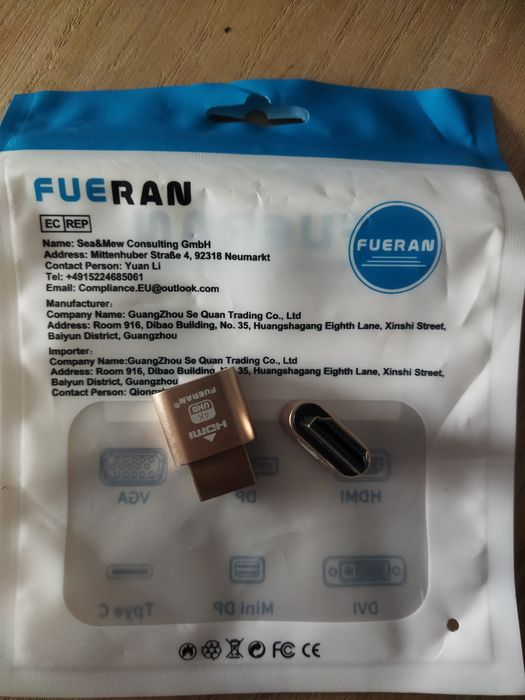 FUERAN
EC REP
FUERAN
Name: Sea&Mew Consulting GmbH
Address: Mittenhuber Straße 4, 92318 Neumarkt
Contact Person: Yuan Li
Tel: +4915224685061
Email: Compliance.EU@outlook.com
Manufacturer:
Company Name: GuangZhou Se Quan Trading Co., Ltd
Address: Room 916, Dibao Building, No. 35, Huangshagang Eighth Lane, Xinshi Street,
Baiyun District, Guangzhou
Importer:
Company Name:GuangZhou Se Quan Trading Co., Ltd
Address: Room 916, Dibao Building, No. 35, Huangshagang Eighth Lane, Xinshi Street,
Baiyun District, Guangzhou
Contact Person:
HDMI
4K
UHD
FUERAN
VGA
DP
HDMI
Tpye C
Mini DP
DVI
FC CE